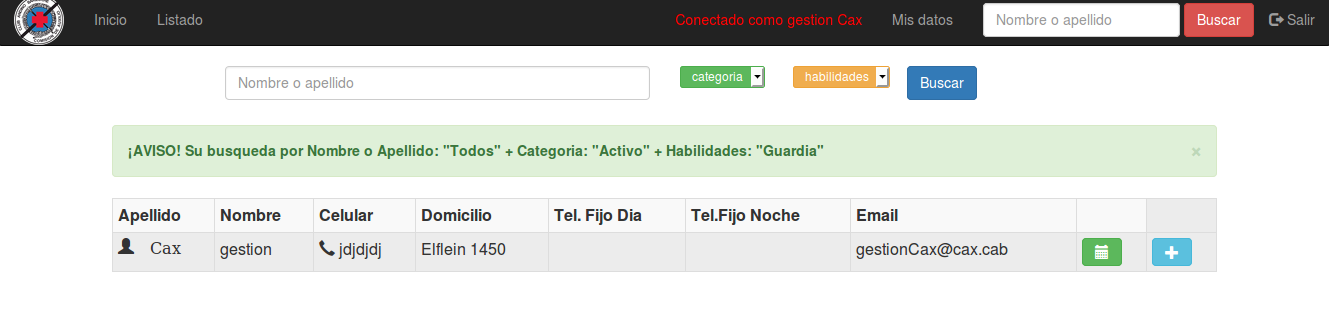 Inicio Listado Conectado como gestion Cax Mis datos Nombre o apellido Buscar Salir
Nombre o apellido categoria habilidades Buscar
¡AVISO! Su busqueda por Nombre o Apellido: "Todos" + Categoria: "Activo" + Habilidades: "Guardia" ×
Apellido Nombre Celular Domicilio Tel. Fijo Dia Tel.Fijo Noche Email
Cax gestion jdjdjdj Elflein 1450 gestionCax@cax.cab